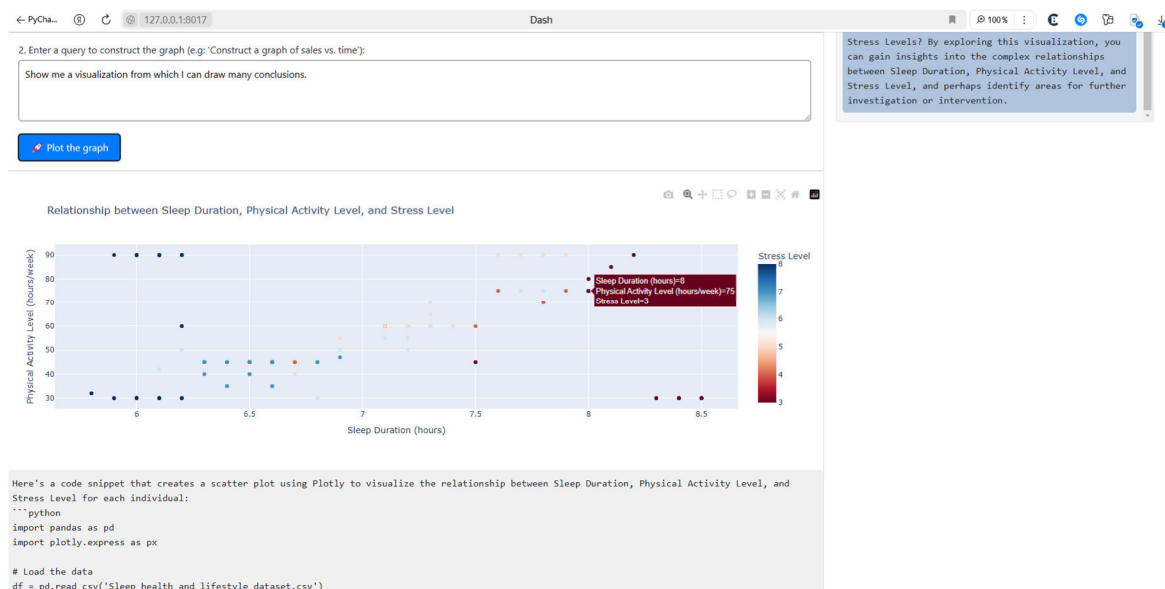 PyCha...
127.0.0.1:8017
Dash
100%
2. Enter a query to construct the graph (e.g: 'Construct a graph of sales vs. time'):
Show me a visualization from which I can draw many conclusions.
🚀 Plot the graph
Stress Levels? By exploring this visualization, you
can gain insights into the complex relationships
between Sleep Duration, Physical Activity Level, and
Stress Level, and perhaps identify areas for further
investigation or intervention.
Relationship between Sleep Duration, Physical Activity Level, and Stress Level
Physical Activity Level (hours/week)
90
80
70
60
50
40
30
6
6.5
7
7.5
8
8.5
Sleep Duration (hours)
Sleep Duration (hours)=8
Physical Activity Level (hours/week)=75
Stress Level=3
Stress Level
8
7
6
5
4
3
Here's a code snippet that creates a scatter plot using Plotly to visualize the relationship between Sleep Duration, Physical Activity Level, and
Stress Level for each individual:
```python
import pandas as pd
import plotly.express as px
# Load the data
df = pd.read_csv('Sleep_health_and_lifestyle_dataset.csv')